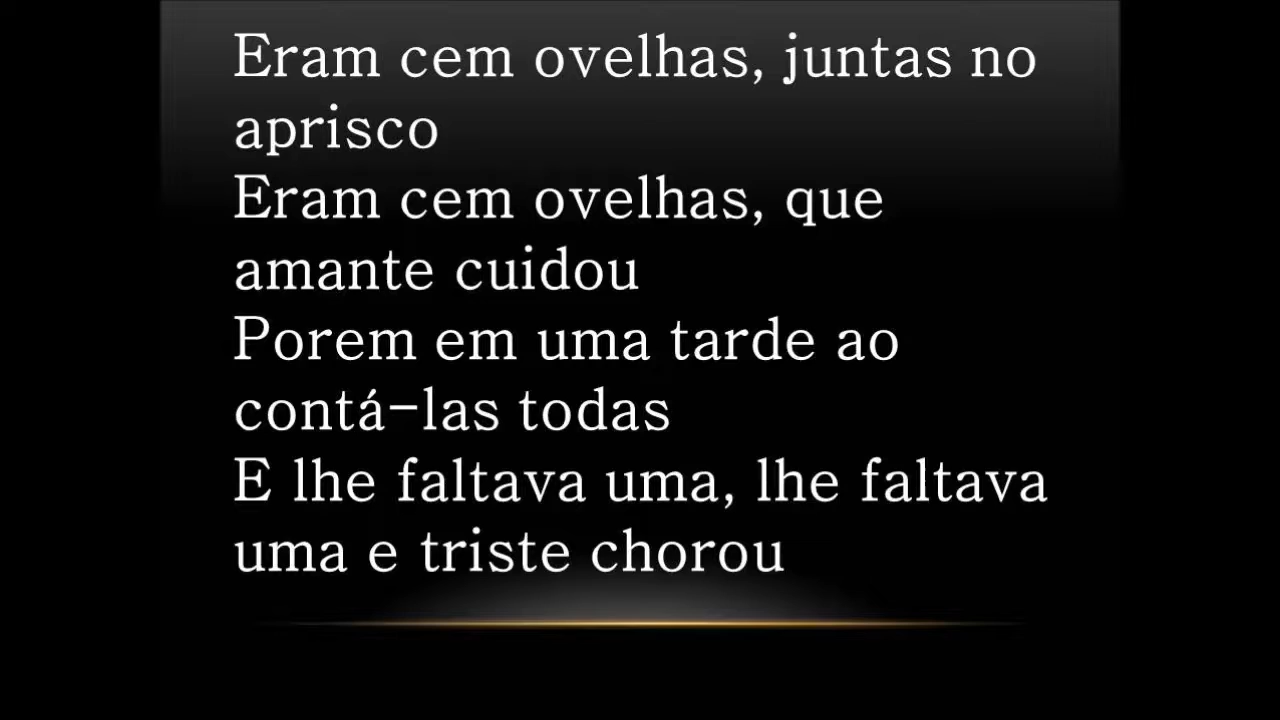 Eram cem ovelhas, juntas no
aprisco
Eram cem ovelhas, que
amante cuidou
Porem em uma tarde ao
contá-las todas
E lhe faltava uma, lhe faltava
uma e triste chorou